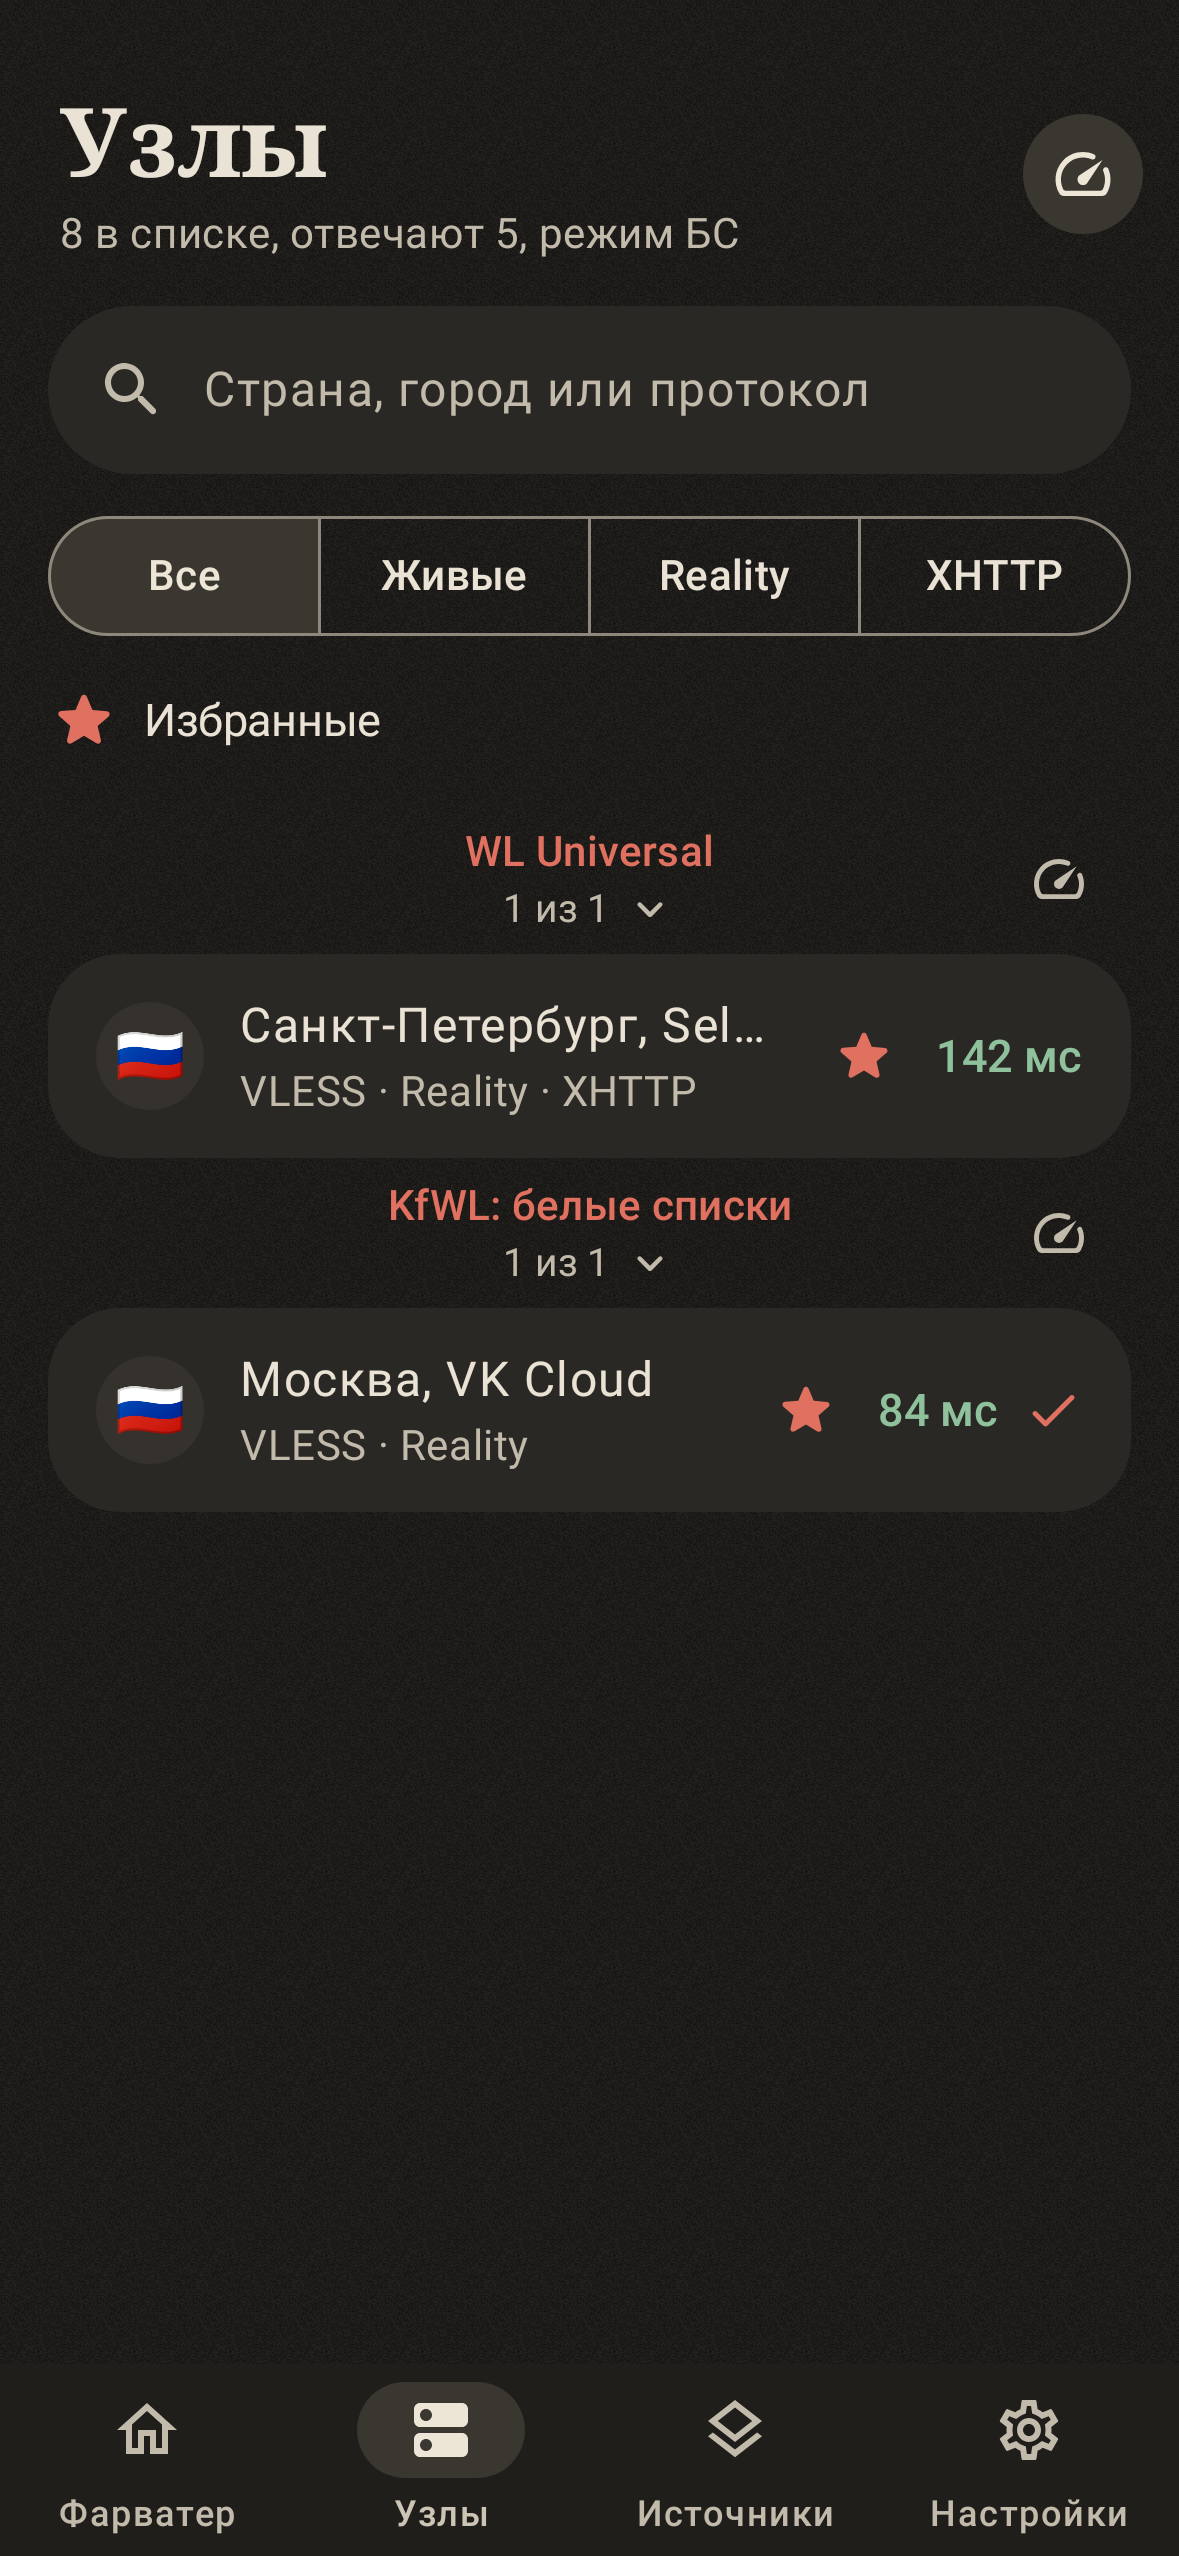 Узлы
8 в списке, отвечают 5, режим БС
Страна, город или протокол
Все
Живые
Reality
XHTTP
Избранные
WL Universal
1 из 1
Санкт-Петербург, Sel…
VLESS · Reality · XHTTP
142 мс
KfWL: белые списки
1 из 1
Москва, VK Cloud
VLESS · Reality
84 мс
Фарватер
Узлы
Источники
Настройки